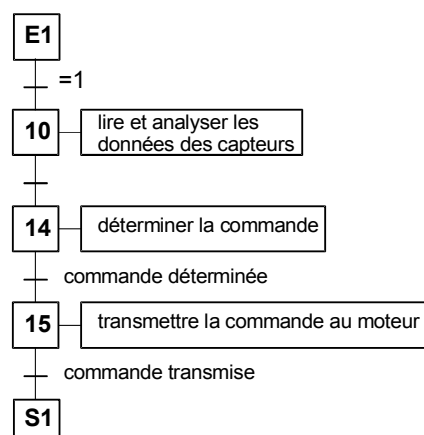 E1
=1
10
lire et analyser les
données des capteurs
14
déterminer la commande
commande déterminée
15
transmettre la commande au moteur
commande transmise
S1